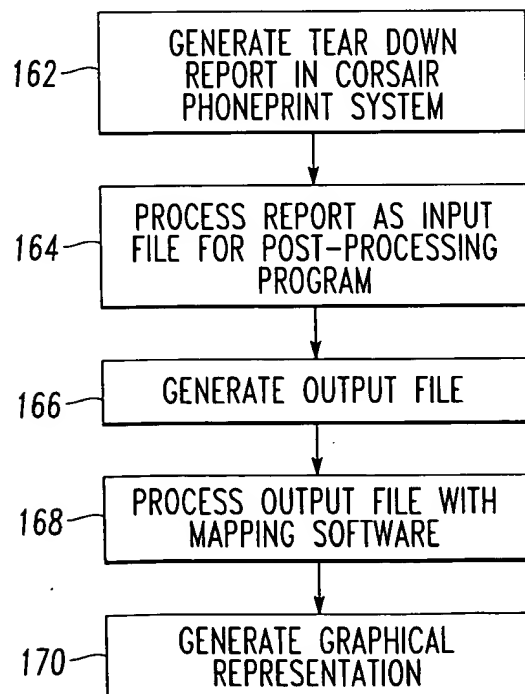 GENERATE TEAR DOWN
REPORT IN CORSAIR
PHONEPRINT SYSTEM
162
PROCESS REPORT AS INPUT
FILE FOR POST-PROCESSING
PROGRAM
164
GENERATE OUTPUT FILE
166
PROCESS OUTPUT FILE WITH
MAPPING SOFTWARE
168
GENERATE GRAPHICAL
REPRESENTATION
170